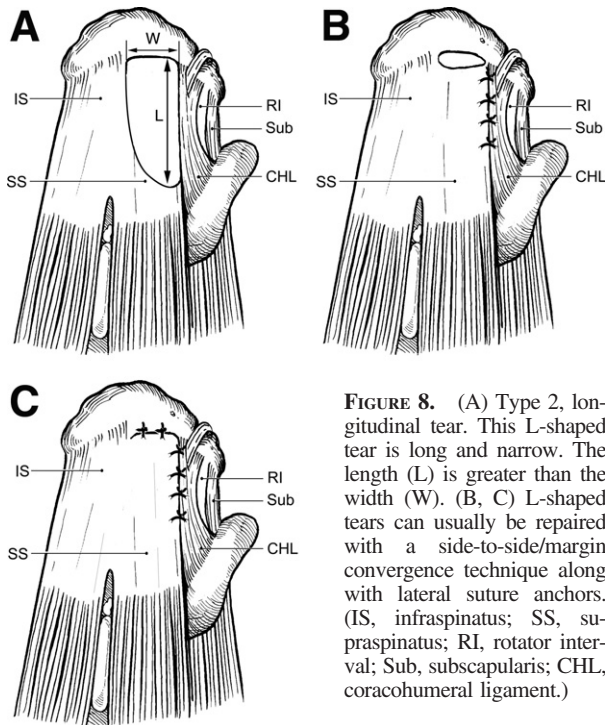 A
W
L
IS
SS
RI
Sub
CHL
B
IS
SS
RI
Sub
CHL
C
IS
SS
RI
Sub
CHL
FIGURE 8. (A) Type 2, lon-
gitudinal tear. This L-shaped
tear is long and narrow. The
length (L) is greater than the
width (W). (B, C) L-shaped
tears can usually be repaired
with a side-to-side/margin
convergence technique along
with lateral suture anchors.
(IS, infraspinatus; SS, su-
praspinatus; RI, rotator inter-
val; Sub, subscapularis; CHL,
coracohumeral ligament.)